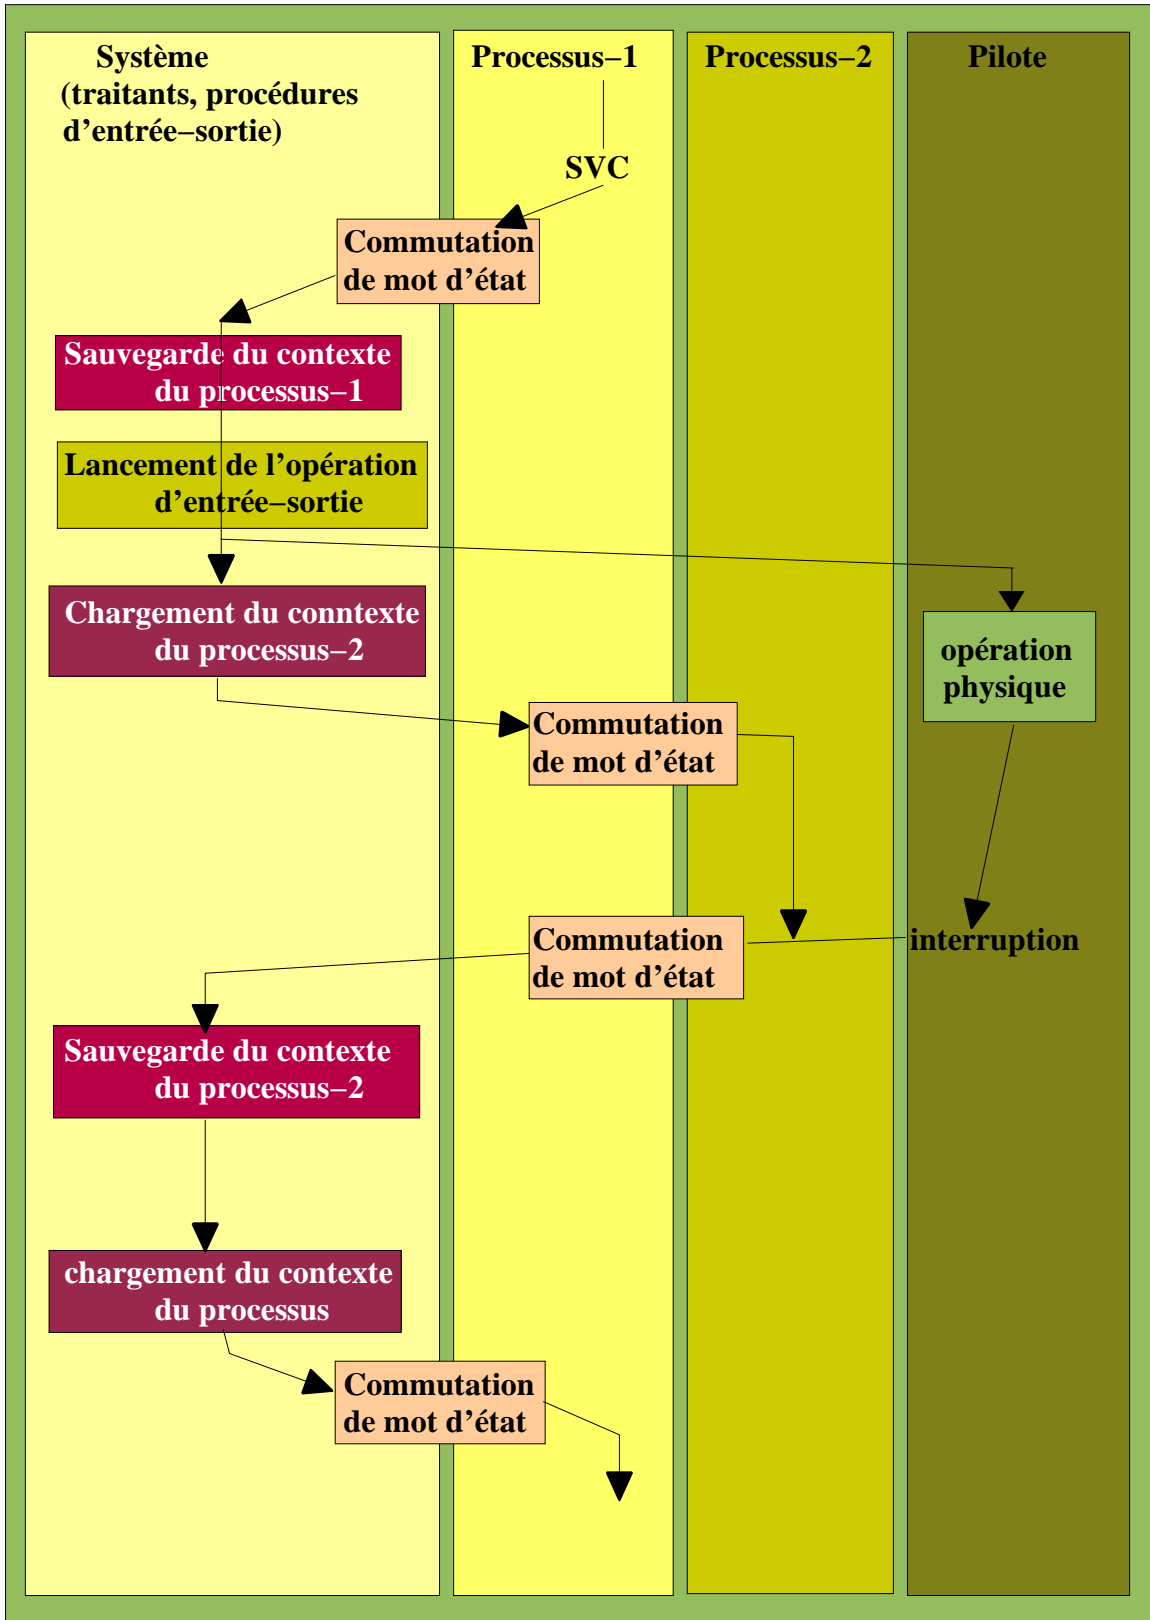 Système
(traitants, procédures
d'entrée−sortie)
Processus−1
Processus−2
Pilote
SVC
Commutation
de mot d'état
Sauvegarde du contexte
du processus−1
Lancement de l'opération
d'entrée−sortie
Chargement du conntexte
du processus−2
opération
physique
Commutation
de mot d'état
Commutation
de mot d'état
interruption
Sauvegarde du contexte
du processus−2
chargement du contexte
du processus
Commutation
de mot d'état